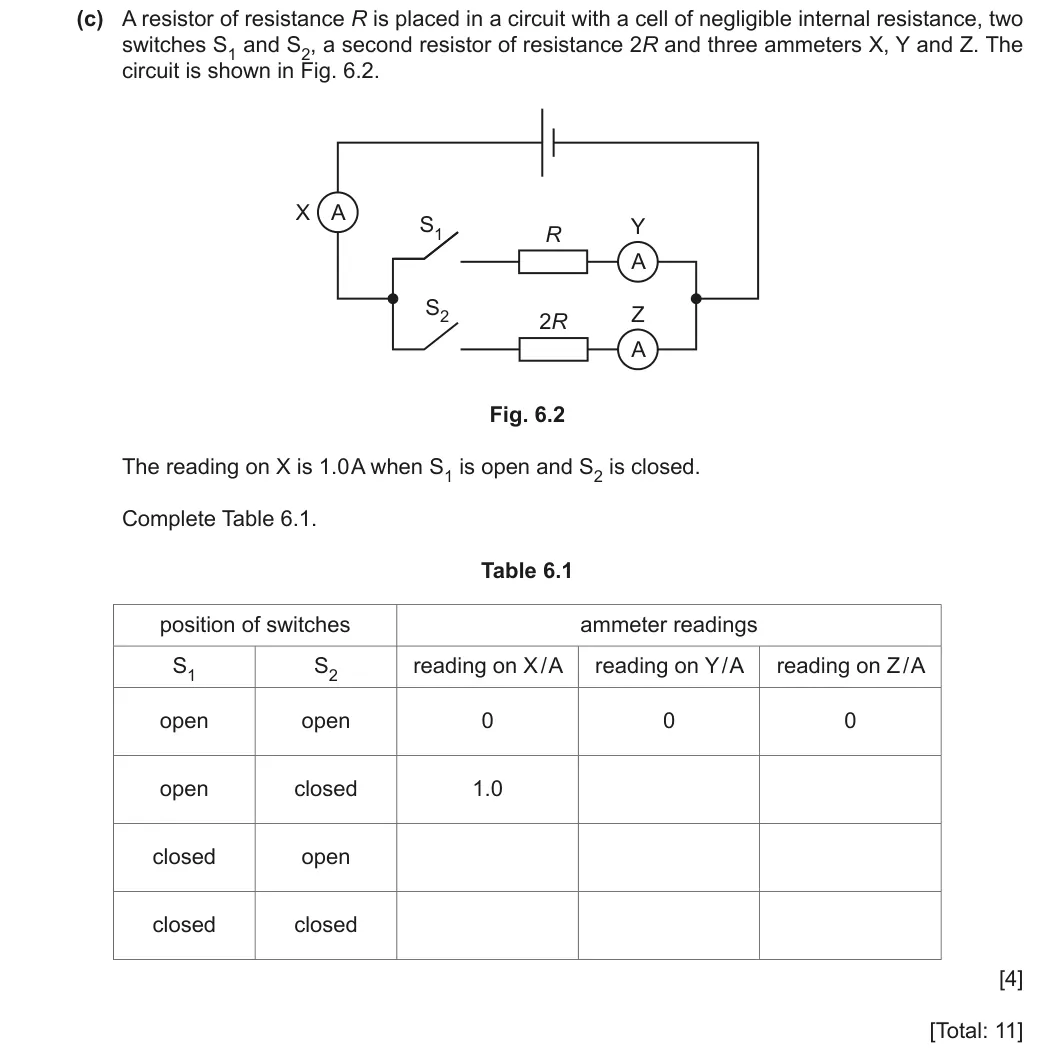 (c) A resistor of resistance R is placed in a circuit with a cell of negligible internal resistance, two
switches S1 and S2, a second resistor of resistance 2R and three ammeters X, Y and Z. The
circuit is shown in Fig. 6.2.
X A
S1
R
Y
A
S2
2R
Z
A
Fig. 6.2
The reading on X is 1.0 A when S1 is open and S2 is closed.
Complete Table 6.1.
Table 6.1
position of switches ammeter readings
S1 S2 reading on X/A reading on Y/A reading on Z/A
open open 0 0 0
open closed 1.0
closed open
closed closed
[4]
[Total: 11]